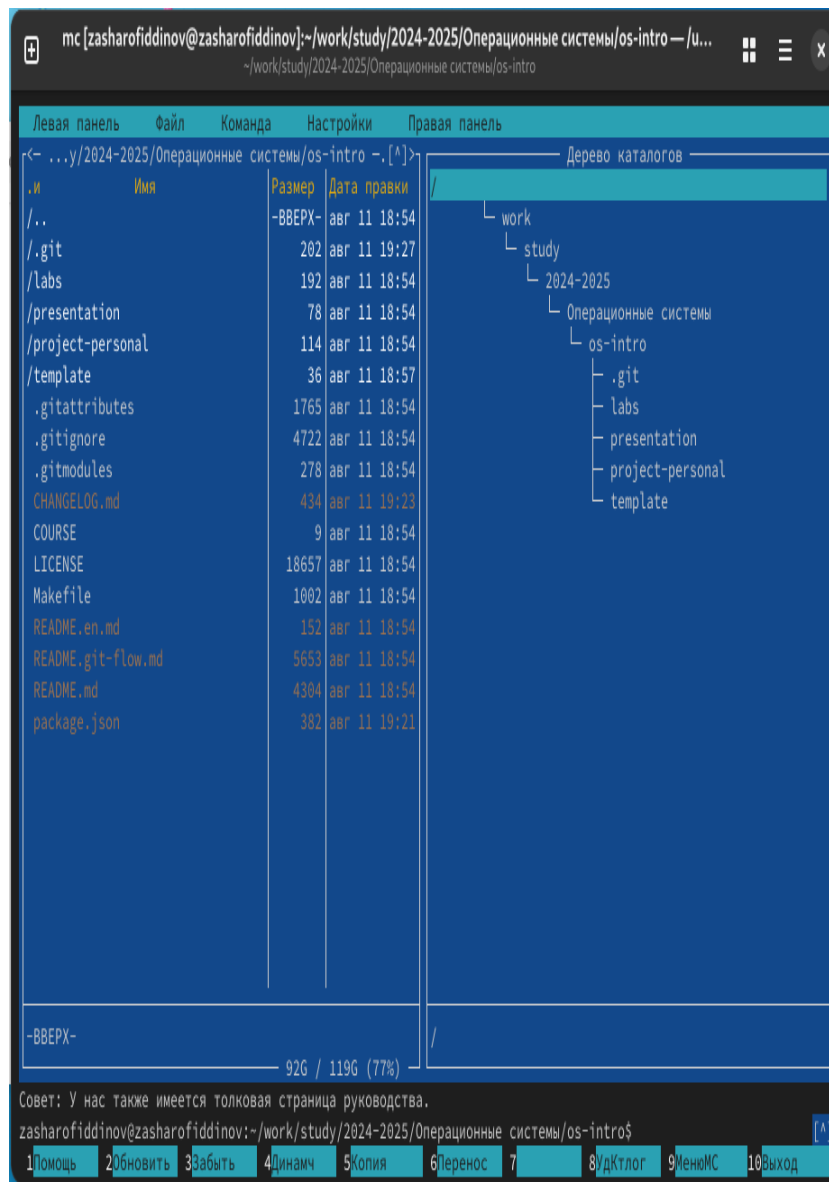 mc [zasharofiddinov@zasharofiddinov]:~/work/study/2024-2025/Операционные системы/os-intro — /u...
~/work/study/2024-2025/Операционные системы/os-intro
Левая панель Файл Команда Настройки Правая панель
<— ...y/2024-2025/Операционные системы/os-intro —.[^]>
Дерево каталогов
.и Имя Размер Дата правки /
/.. -ВВЕРХ- авг 11 18:54 work
/.git 202 авг 11 19:27 study
/labs 192 авг 11 18:54 2024-2025
/presentation 78 авг 11 18:54 Операционные системы
/project-personal 114 авг 11 18:54 os-intro
/template 36 авг 11 18:57 .git
.gitattributes 1765 авг 11 18:54 labs
.gitignore 4722 авг 11 18:54 presentation
.gitmodules 278 авг 11 18:54 project-personal
CHANGELOG.md 434 авг 11 19:23 template
COURSE 9 авг 11 18:54
LICENSE 18657 авг 11 18:54
Makefile 1002 авг 11 18:54
README.en.md 152 авг 11 18:54
README.git-flow.md 5653 авг 11 18:54
README.md 4304 авг 11 18:54
package.json 382 авг 11 19:21
-ВВЕРХ- /
92G / 119G (77%)
Совет: У нас также имеется толковая страница руководства.
zasharofiddinov@zasharofiddinov:~/work/study/2024-2025/Операционные системы/os-intro$ [^]
1Помощь 2Обновить 3Забыть 4Динамч 5Копия 6Перенос 7 8УдКтлог 9МенюМС 10Выход